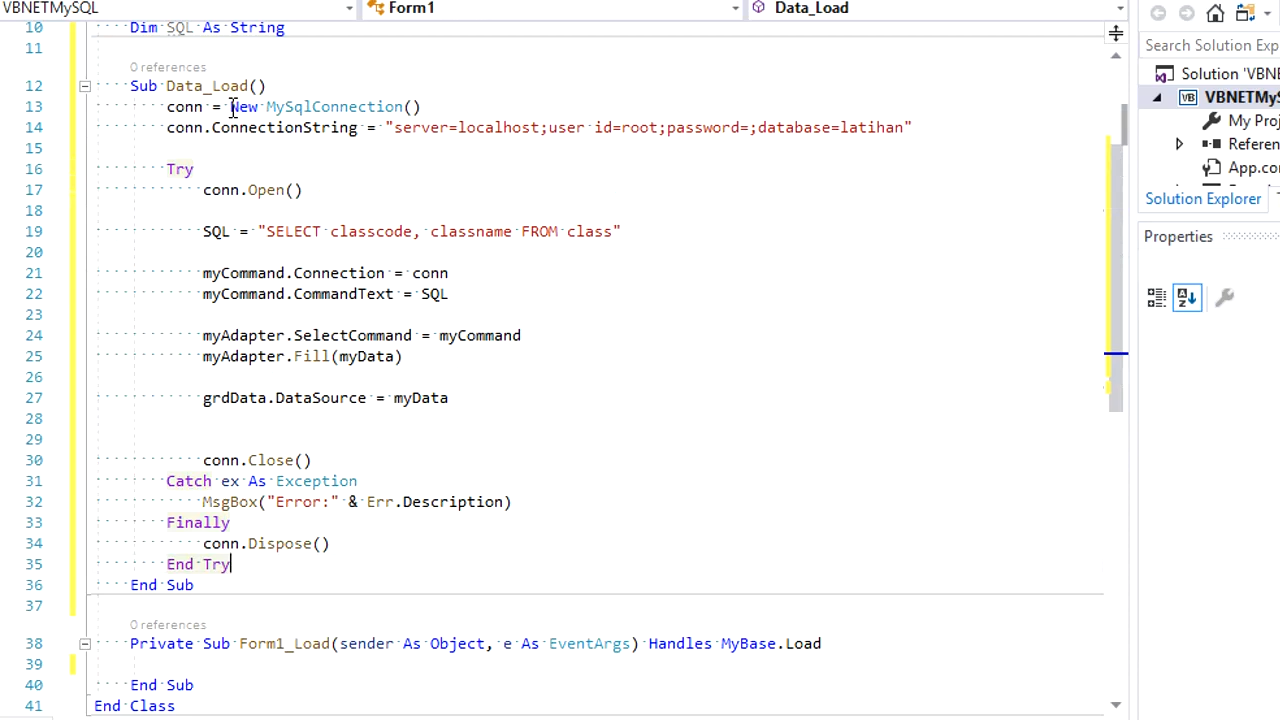 VBNETMySQL
Form1
Data_Load
10 Dim SQL As String
11
0 references
12 Sub Data_Load()
13 conn = New MySqlConnection()
14 conn.ConnectionString = "server=localhost;user id=root;password=;database=latihan"
15
16 Try
17 conn.Open()
18
19 SQL = "SELECT classcode, classname FROM class"
20
21 myCommand.Connection = conn
22 myCommand.CommandText = SQL
23
24 myAdapter.SelectCommand = myCommand
25 myAdapter.Fill(myData)
26
27 grdData.DataSource = myData
28
29
30 conn.Close()
31 Catch ex As Exception
32 MsgBox("Error:" & Err.Description)
33 Finally
34 conn.Dispose()
35 End Try
36 End Sub
37
0 references
38 Private Sub Form1_Load(sender As Object, e As EventArgs) Handles MyBase.Load
39
40 End Sub
41 End Class
Search Solution Exp
Solution 'VBNE
VB VBNETMyS
My Proj
Referen
App.con
Solution Explorer
Properties